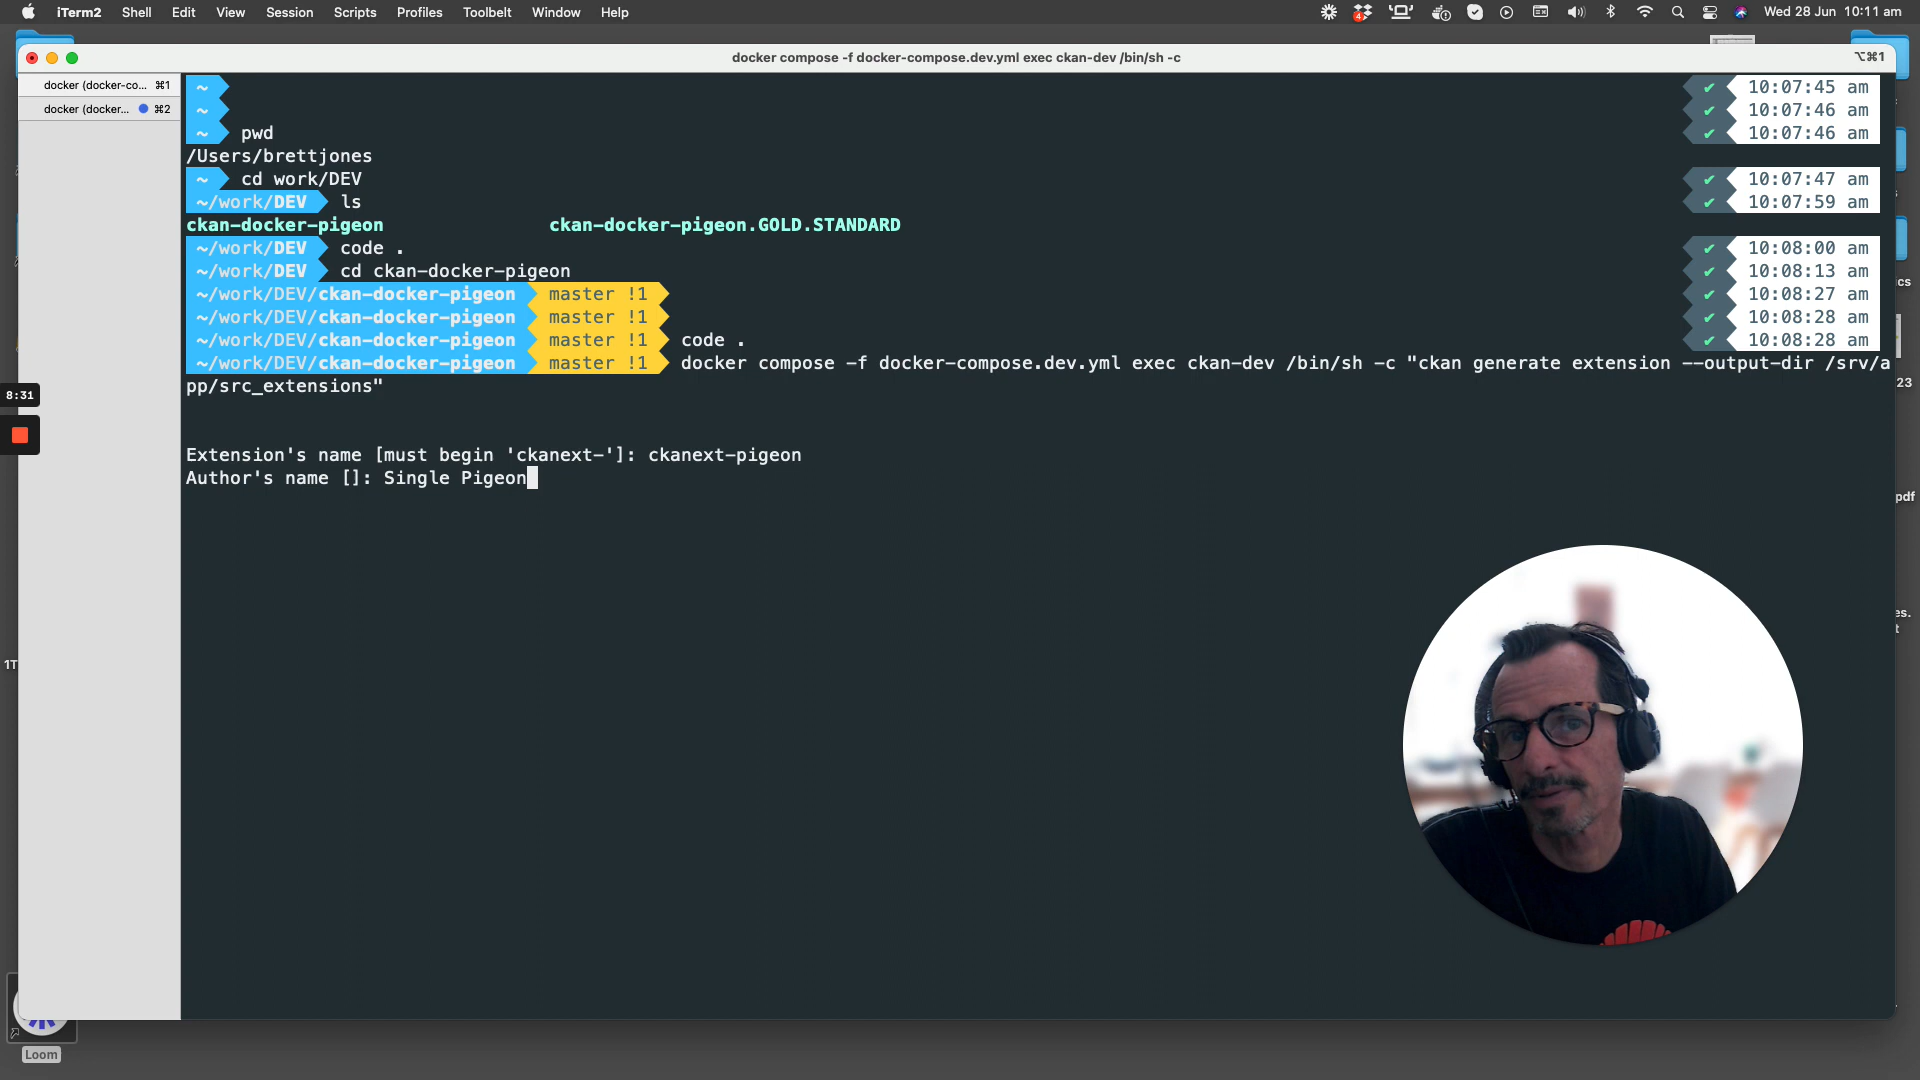 iTerm2 Shell Edit View Session Scripts Profiles Toolbelt Window Help 4 Wed 28 Jun 10:11 am
docker compose -f docker-compose.dev.yml exec ckan-dev /bin/sh -c ⌥⌘1
docker (docker-co... ⌘1
docker (docker... ⌘2
~ ✔ 10:07:45 am
~ ✔ 10:07:46 am
~ pwd ✔ 10:07:46 am
/Users/brettjones
~ cd work/DEV ✔ 10:07:47 am
~/work/DEV ls ✔ 10:07:59 am
ckan-docker-pigeon ckan-docker-pigeon.GOLD.STANDARD
~/work/DEV code . ✔ 10:08:00 am
~/work/DEV cd ckan-docker-pigeon ✔ 10:08:13 am
~/work/DEV/ckan-docker-pigeon master !1 ✔ 10:08:27 am
~/work/DEV/ckan-docker-pigeon master !1 ✔ 10:08:28 am
~/work/DEV/ckan-docker-pigeon master !1 code . ✔ 10:08:28 am
~/work/DEV/ckan-docker-pigeon master !1 docker compose -f docker-compose.dev.yml exec ckan-dev /bin/sh -c "ckan generate extension --output-dir /srv/a
pp/src_extensions"
Extension's name [must begin 'ckanext-']: ckanext-pigeon
Author's name []: Single Pigeon
8:31
cs
23
pdf
es.
t
1T
Loom